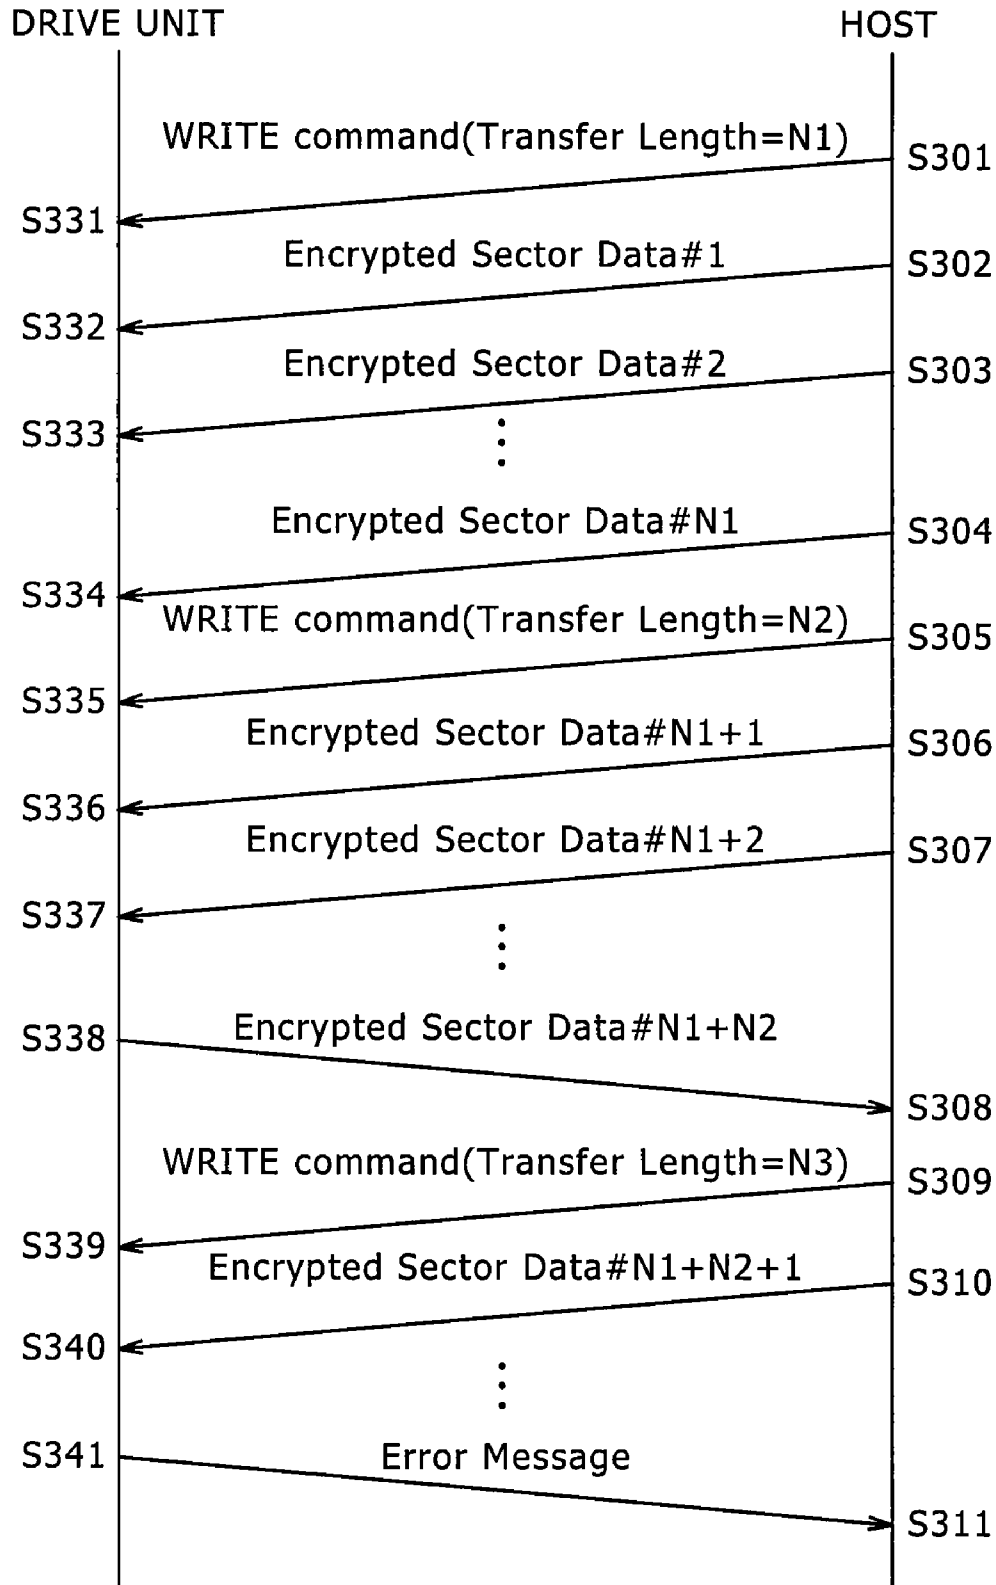 DRIVE UNIT
HOST
WRITE command(Transfer Length=N1)
S301
S331
Encrypted Sector Data#1
S302
S332
Encrypted Sector Data#2
S303
S333
Encrypted Sector Data#N1
S304
S334
WRITE command(Transfer Length=N2)
S305
S335
Encrypted Sector Data#N1+1
S306
S336
Encrypted Sector Data#N1+2
S307
S337
S338
Encrypted Sector Data#N1+N2
S308
WRITE command(Transfer Length=N3)
S309
S339
Encrypted Sector Data#N1+N2+1
S310
S340
S341
Error Message
S311